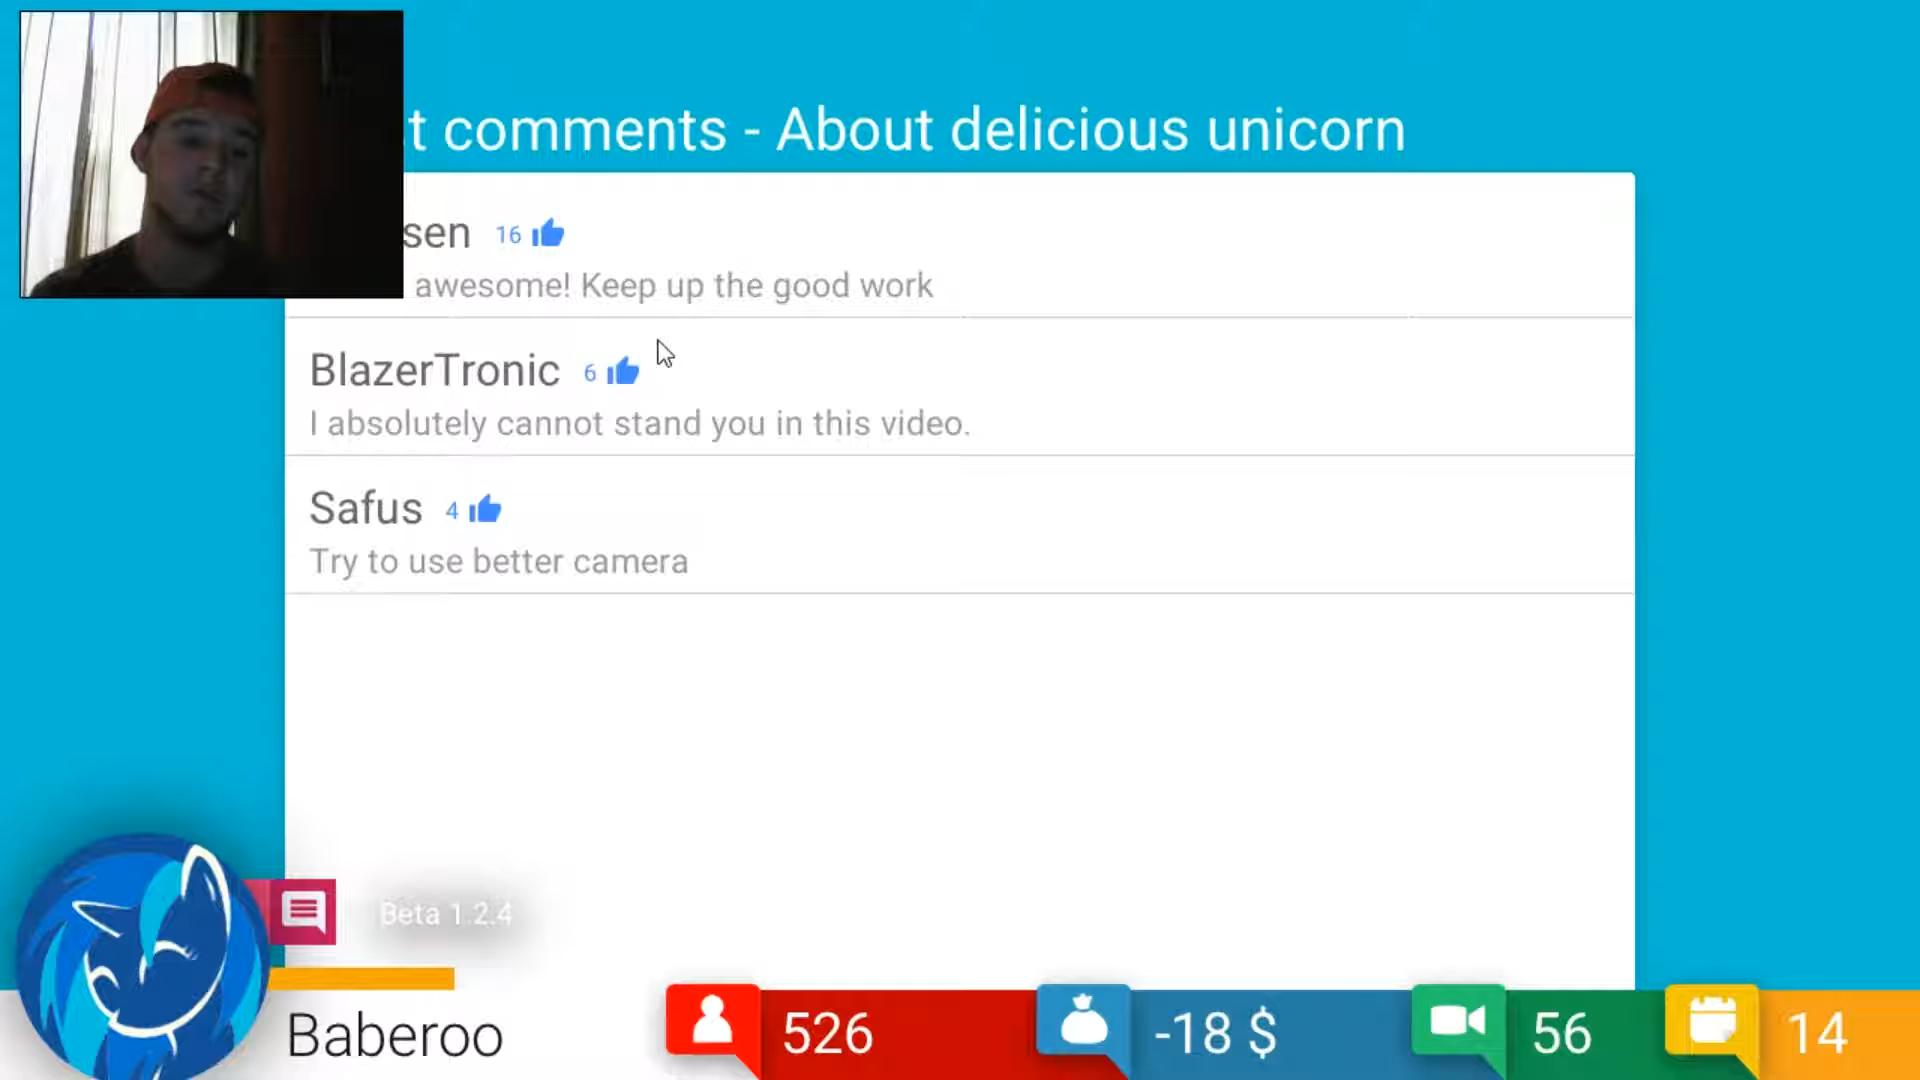 t comments - About delicious unicorn
sen 16
awesome! Keep up the good work
BlazerTronic 6
I absolutely cannot stand you in this video.
Safus 4
Try to use better camera
Beta 1.2.4
Baberoo
526
-18 $
56
14